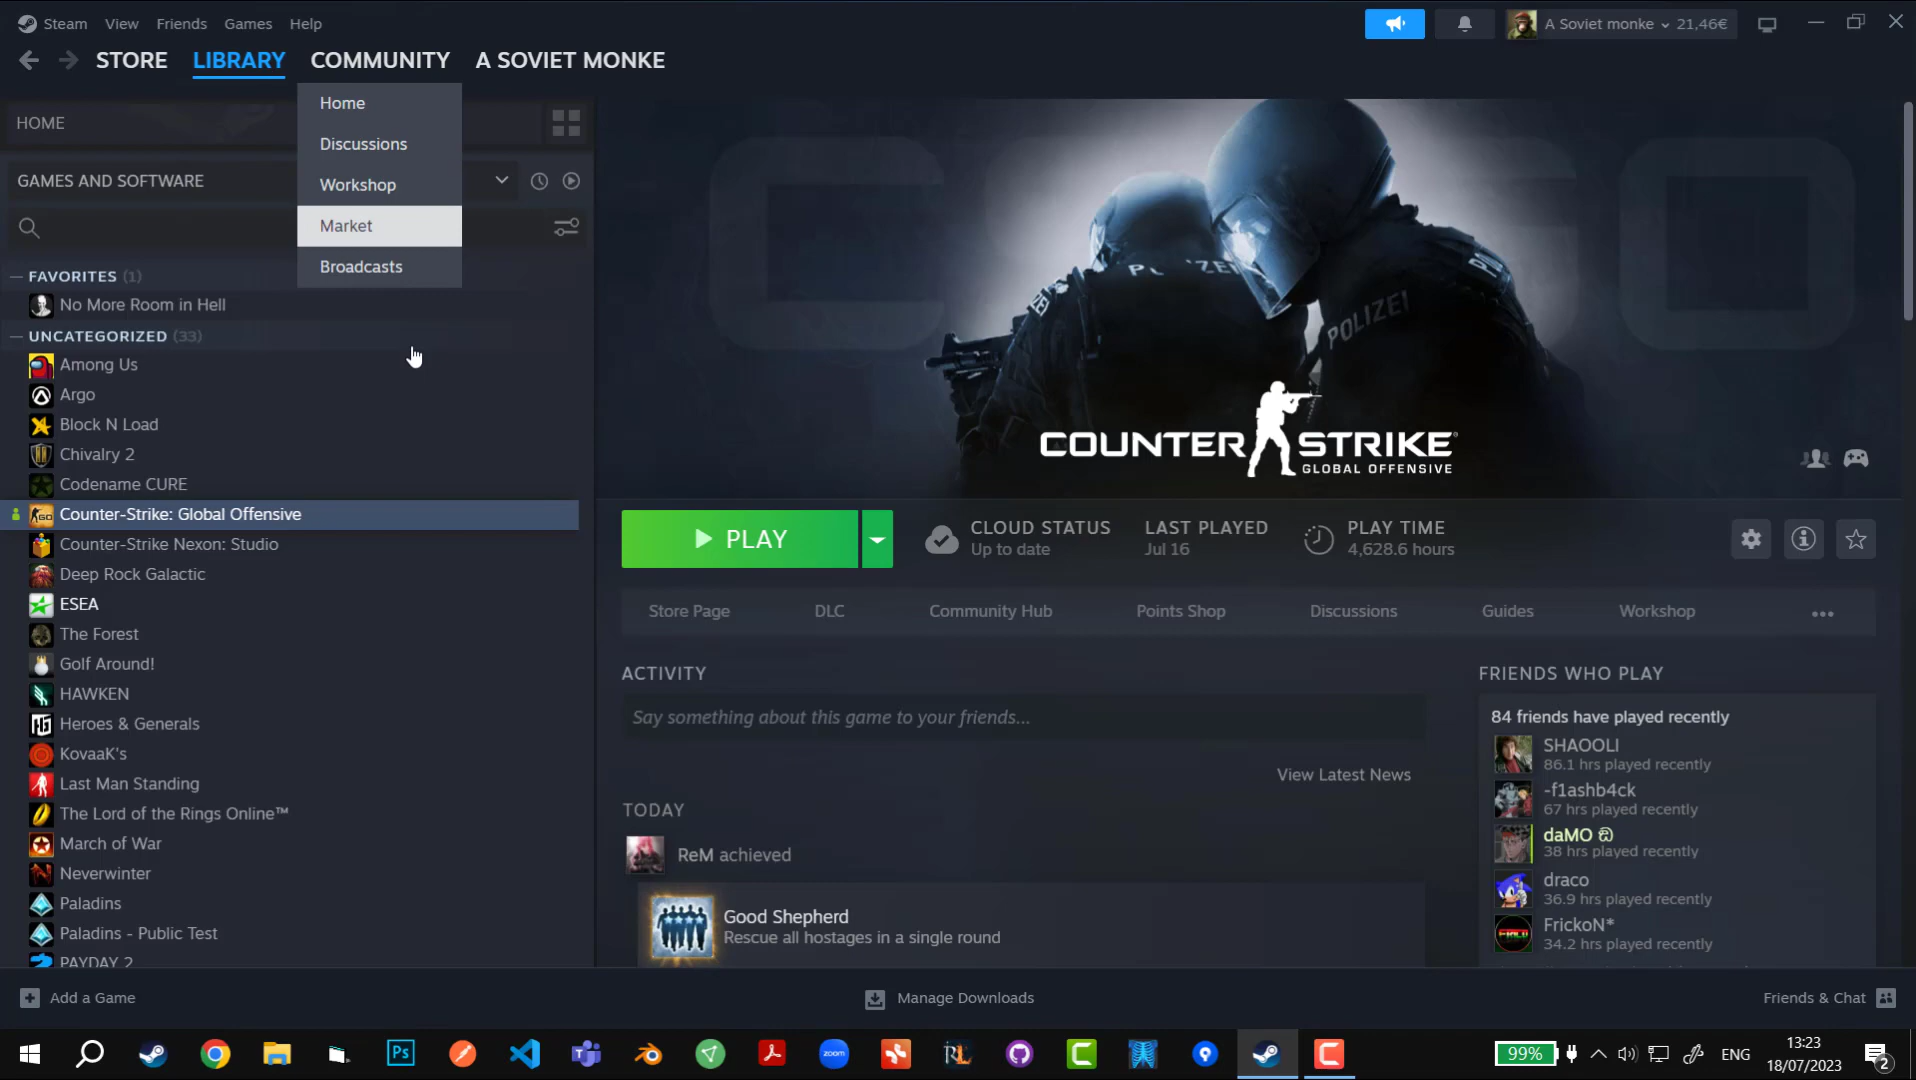 Steam View Friends Games Help
A Soviet monke 21,46€
STORE LIBRARY COMMUNITY A SOVIET MONKE
Home
Discussions
Workshop
Market
Broadcasts
HOME
GAMES AND SOFTWARE
FAVORITES (1)
No More Room in Hell
UNCATEGORIZED (33)
Among Us
Argo
Block N Load
Chivalry 2
Codename CURE
Counter-Strike: Global Offensive
Counter-Strike Nexon: Studio
Deep Rock Galactic
ESEA
The Forest
Golf Around!
HAWKEN
Heroes & Generals
KovaaK's
Last Man Standing
The Lord of the Rings Online™
March of War
Neverwinter
Paladins
Paladins - Public Test
PAYDAY 2
CS GO
POLIZEI
POLIZEI
COUNTER STRIKE
GLOBAL OFFENSIVE
PLAY
CLOUD STATUS
Up to date
LAST PLAYED
Jul 16
PLAY TIME
4,628.6 hours
Store Page DLC Community Hub Points Shop Discussions Guides Workshop
ACTIVITY
Say something about this game to your friends...
View Latest News
TODAY
ReM achieved
Good Shepherd
Rescue all hostages in a single round
FRIENDS WHO PLAY
84 friends have played recently
SHAOOLI
86.1 hrs played recently
-f1ashb4ck
67 hrs played recently
daMO
38 hrs played recently
draco
36.9 hrs played recently
FrickoN*
34.2 hrs played recently
Add a Game
Manage Downloads
Friends & Chat
Ps
zoom
RL
99%
ENG
13:23
18/07/2023
2